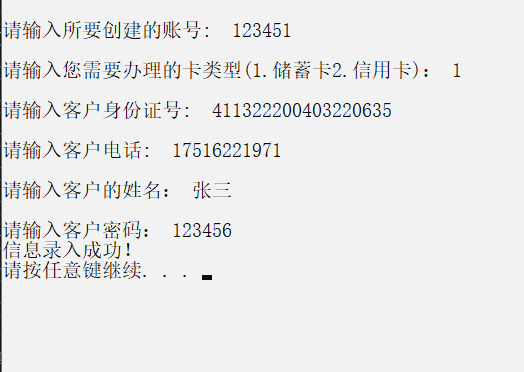 请输入所要创建的账号： 123451
请输入您需要办理的卡类型(1.储蓄卡2.信用卡)： 1
请输入客户身份证号： 411322200403220635
请输入客户电话： 17516221971
请输入客户的姓名： 张三
请输入客户密码： 123456
信息录入成功！
请按任意键继续. . .